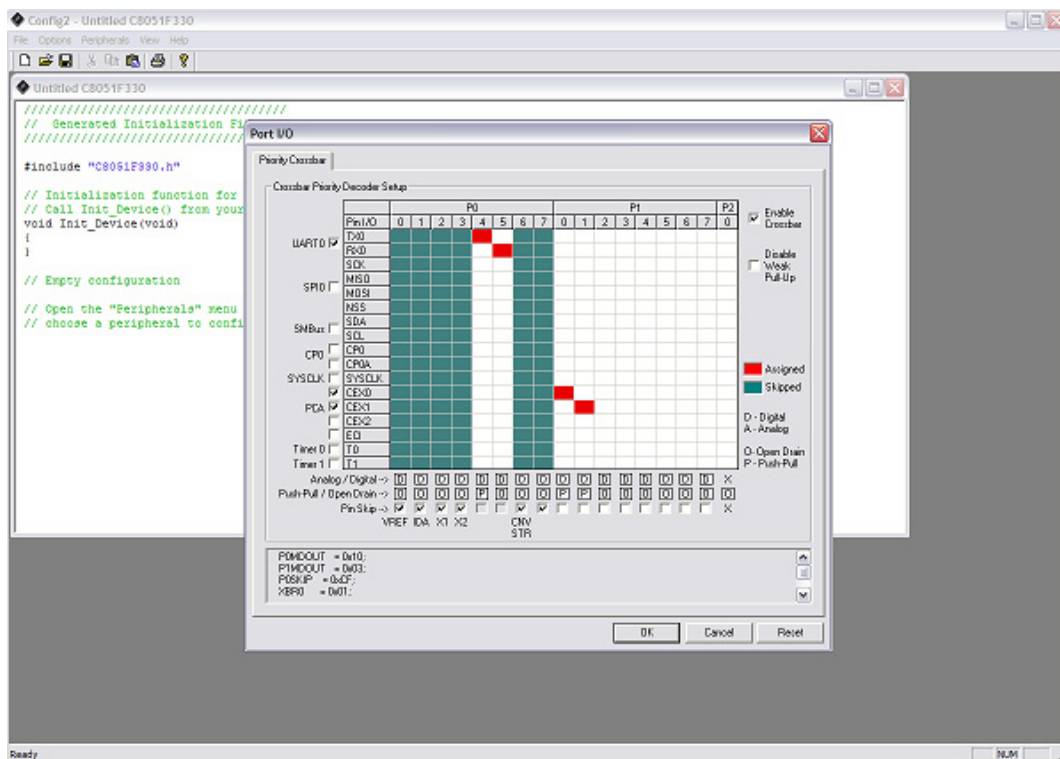 Config2 - Untitled C8051F330
File Options Peripherals View Help
Untitled C8051F330
/////////////////////////////////////
// Generated Initialization Fi
#include "C8051F330.h"
// Initialization function for
// Call Init_Device() from your
void Init_Device(void)
{
}
// Empty configuration
// Open the "Peripherals" menu
// choose a peripheral to confi
Port I/O
Priority Crossbar
Crossbar Priority Decoder Setup
P0 P1 P2
Pin I/O 0 1 2 3 4 5 6 7 0 1 2 3 4 5 6 7 0
UART0 TX0
RX0
SCK
SPI0 MISO
MOSI
NSS
SMBus SDA
SCL
CP0 CP0
CP0A
SYSCLK SYSCLK
CEX0
PCA CEX1
CEX2
ECI
Timer 0 T0
Timer 1 T1
Enable Crossbar
Disable Weak Pull-Up
Assigned
Skipped
D - Digital
A - Analog
O- Open Drain
P - Push-Pull
Analog / Digital -> D D D D D D D D D D D D D D D D X
Push-Pull / Open Drain -> O O O O P O O O P P O O O O O O O
Pin Skip -> X
VREF IDA X1 X2 CNV STR
P0MDOUT = 0x10;
P1MDOUT = 0x03;
P0SKIP = 0xCF;
XBR0 = 0x01;
OK Cancel Reset
Ready
NUM